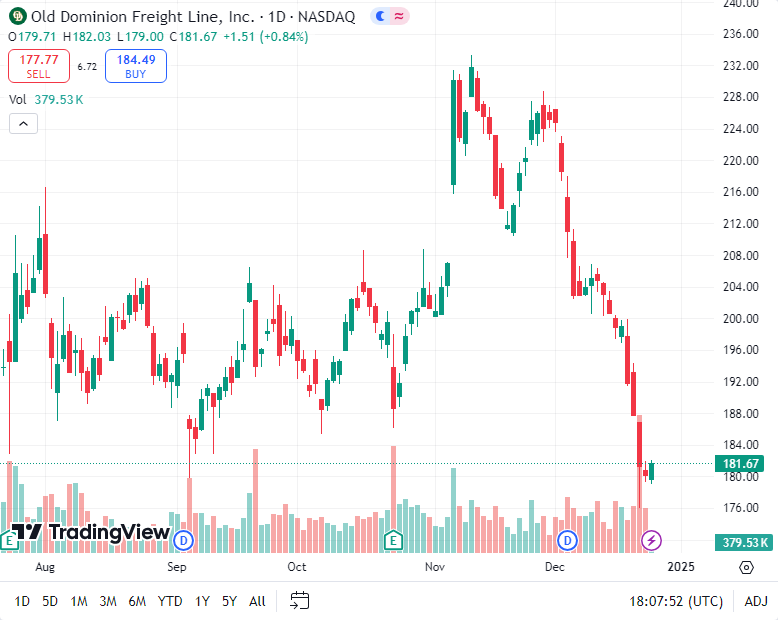 Old Dominion Freight Line, Inc. · 1D · NASDAQ
O179.71 H182.03 L179.00 C181.67 +1.51 (+0.84%)
177.77
SELL
6.72
184.49
BUY
Vol 379.53K
240.00
236.00
232.00
228.00
224.00
220.00
216.00
212.00
208.00
204.00
200.00
196.00
192.00
188.00
184.00
181.67
180.00
176.00
379.53K
E
TradingView
D
E
D
Aug
Sep
Oct
Nov
Dec
2025
1D 5D 1M 3M 6M YTD 1Y 5Y All
18:07:52 (UTC)
ADJ